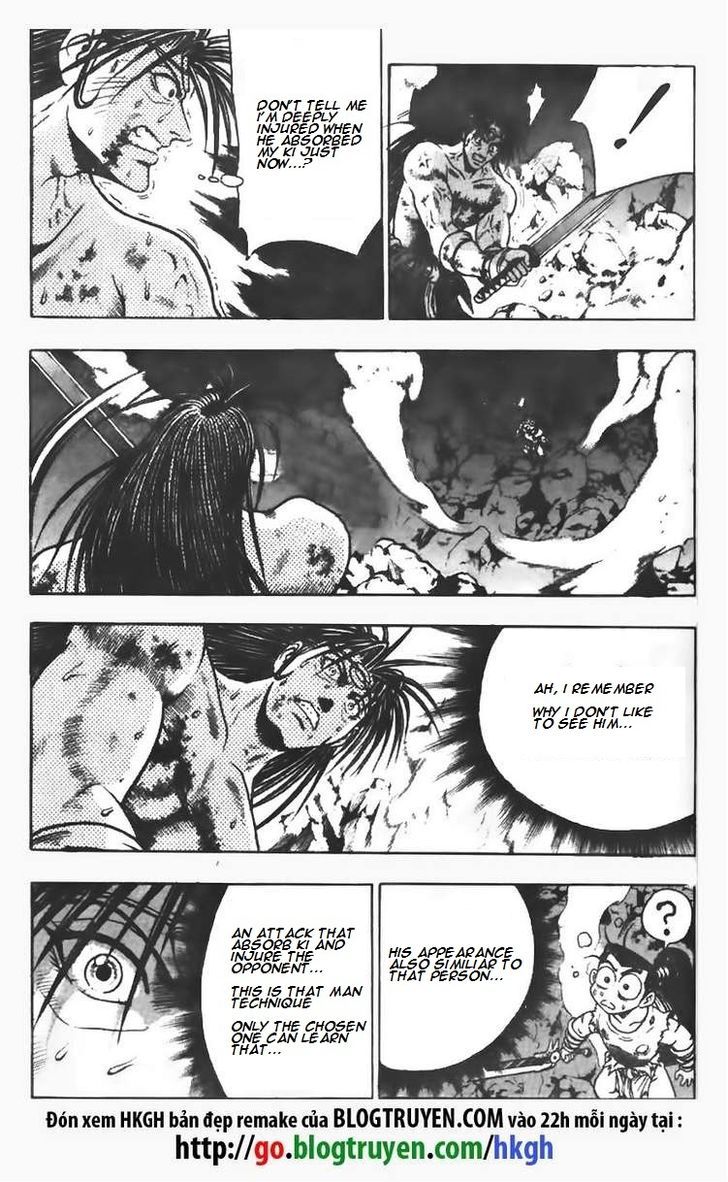 !
DON'T TELL ME
I'M DEEPLY
INJURED WHEN
HE ABSORBED
MY KI JUST
NOW...?
AH, I REMEMBER
WHY I DON'T LIKE
TO SEE HIM...
?
HIS APPEARANCE
ALSO SIMILIAR TO
THAT PERSON...
AN ATTACK THAT
ABSORB KI AND
INJURE THE
OPPONENT...
THIS IS THAT MAN
TECHNIQUE
ONLY THE CHOSEN
ONE CAN LEARN
THAT...
Đón xem HKGH bản đẹp remake của BLOGTRUYEN.COM vào 22h mỗi ngày tại :
http://go.blogtruyen.com/hkgh